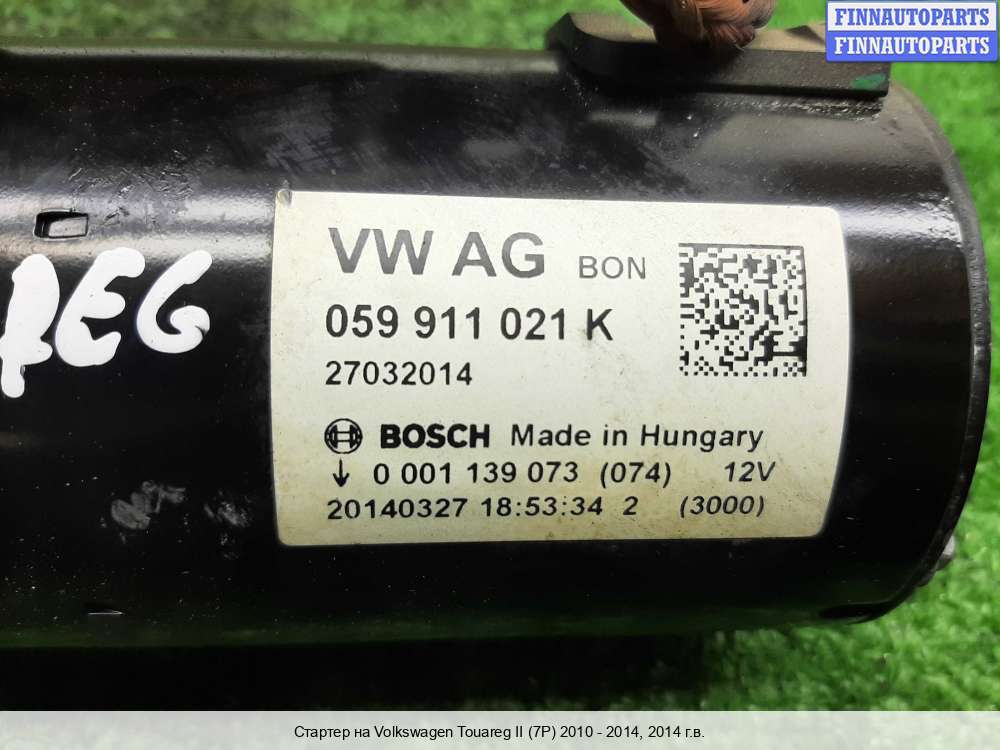 FINNAUTOPARTS
FINNAUTOPARTS
VW AG BON
059 911 021 K
27032014
BOSCH Made in Hungary
↓ 0 001 139 073 (074) 12V
20140327 18:53:34 2 (3000)
REG
Стартер на Volkswagen Touareg II (7P) 2010 - 2014, 2014 г.в.